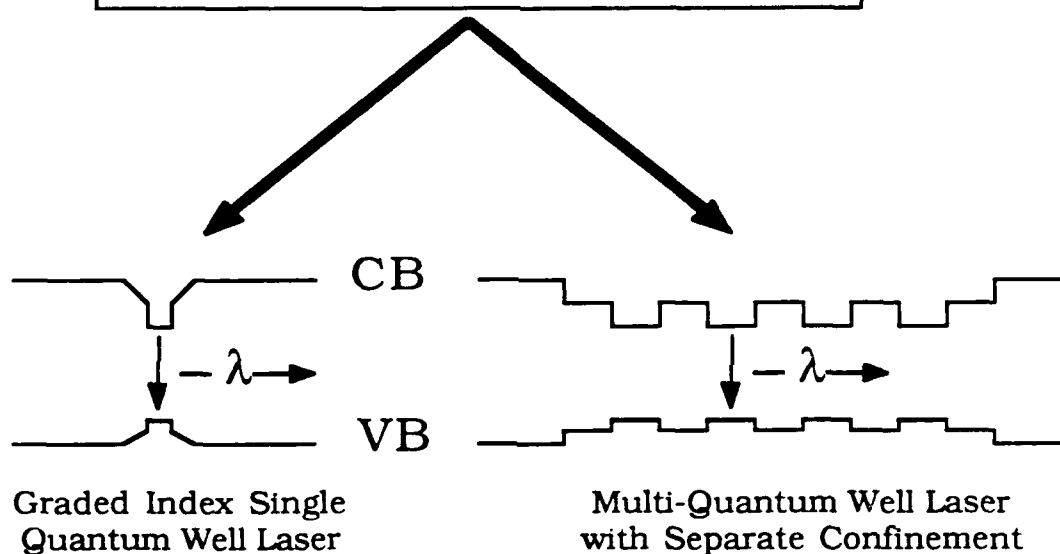 CB
λ
λ
VB
Graded Index Single
Quantum Well Laser
Multi-Quantum Well Laser
with Separate Confinement